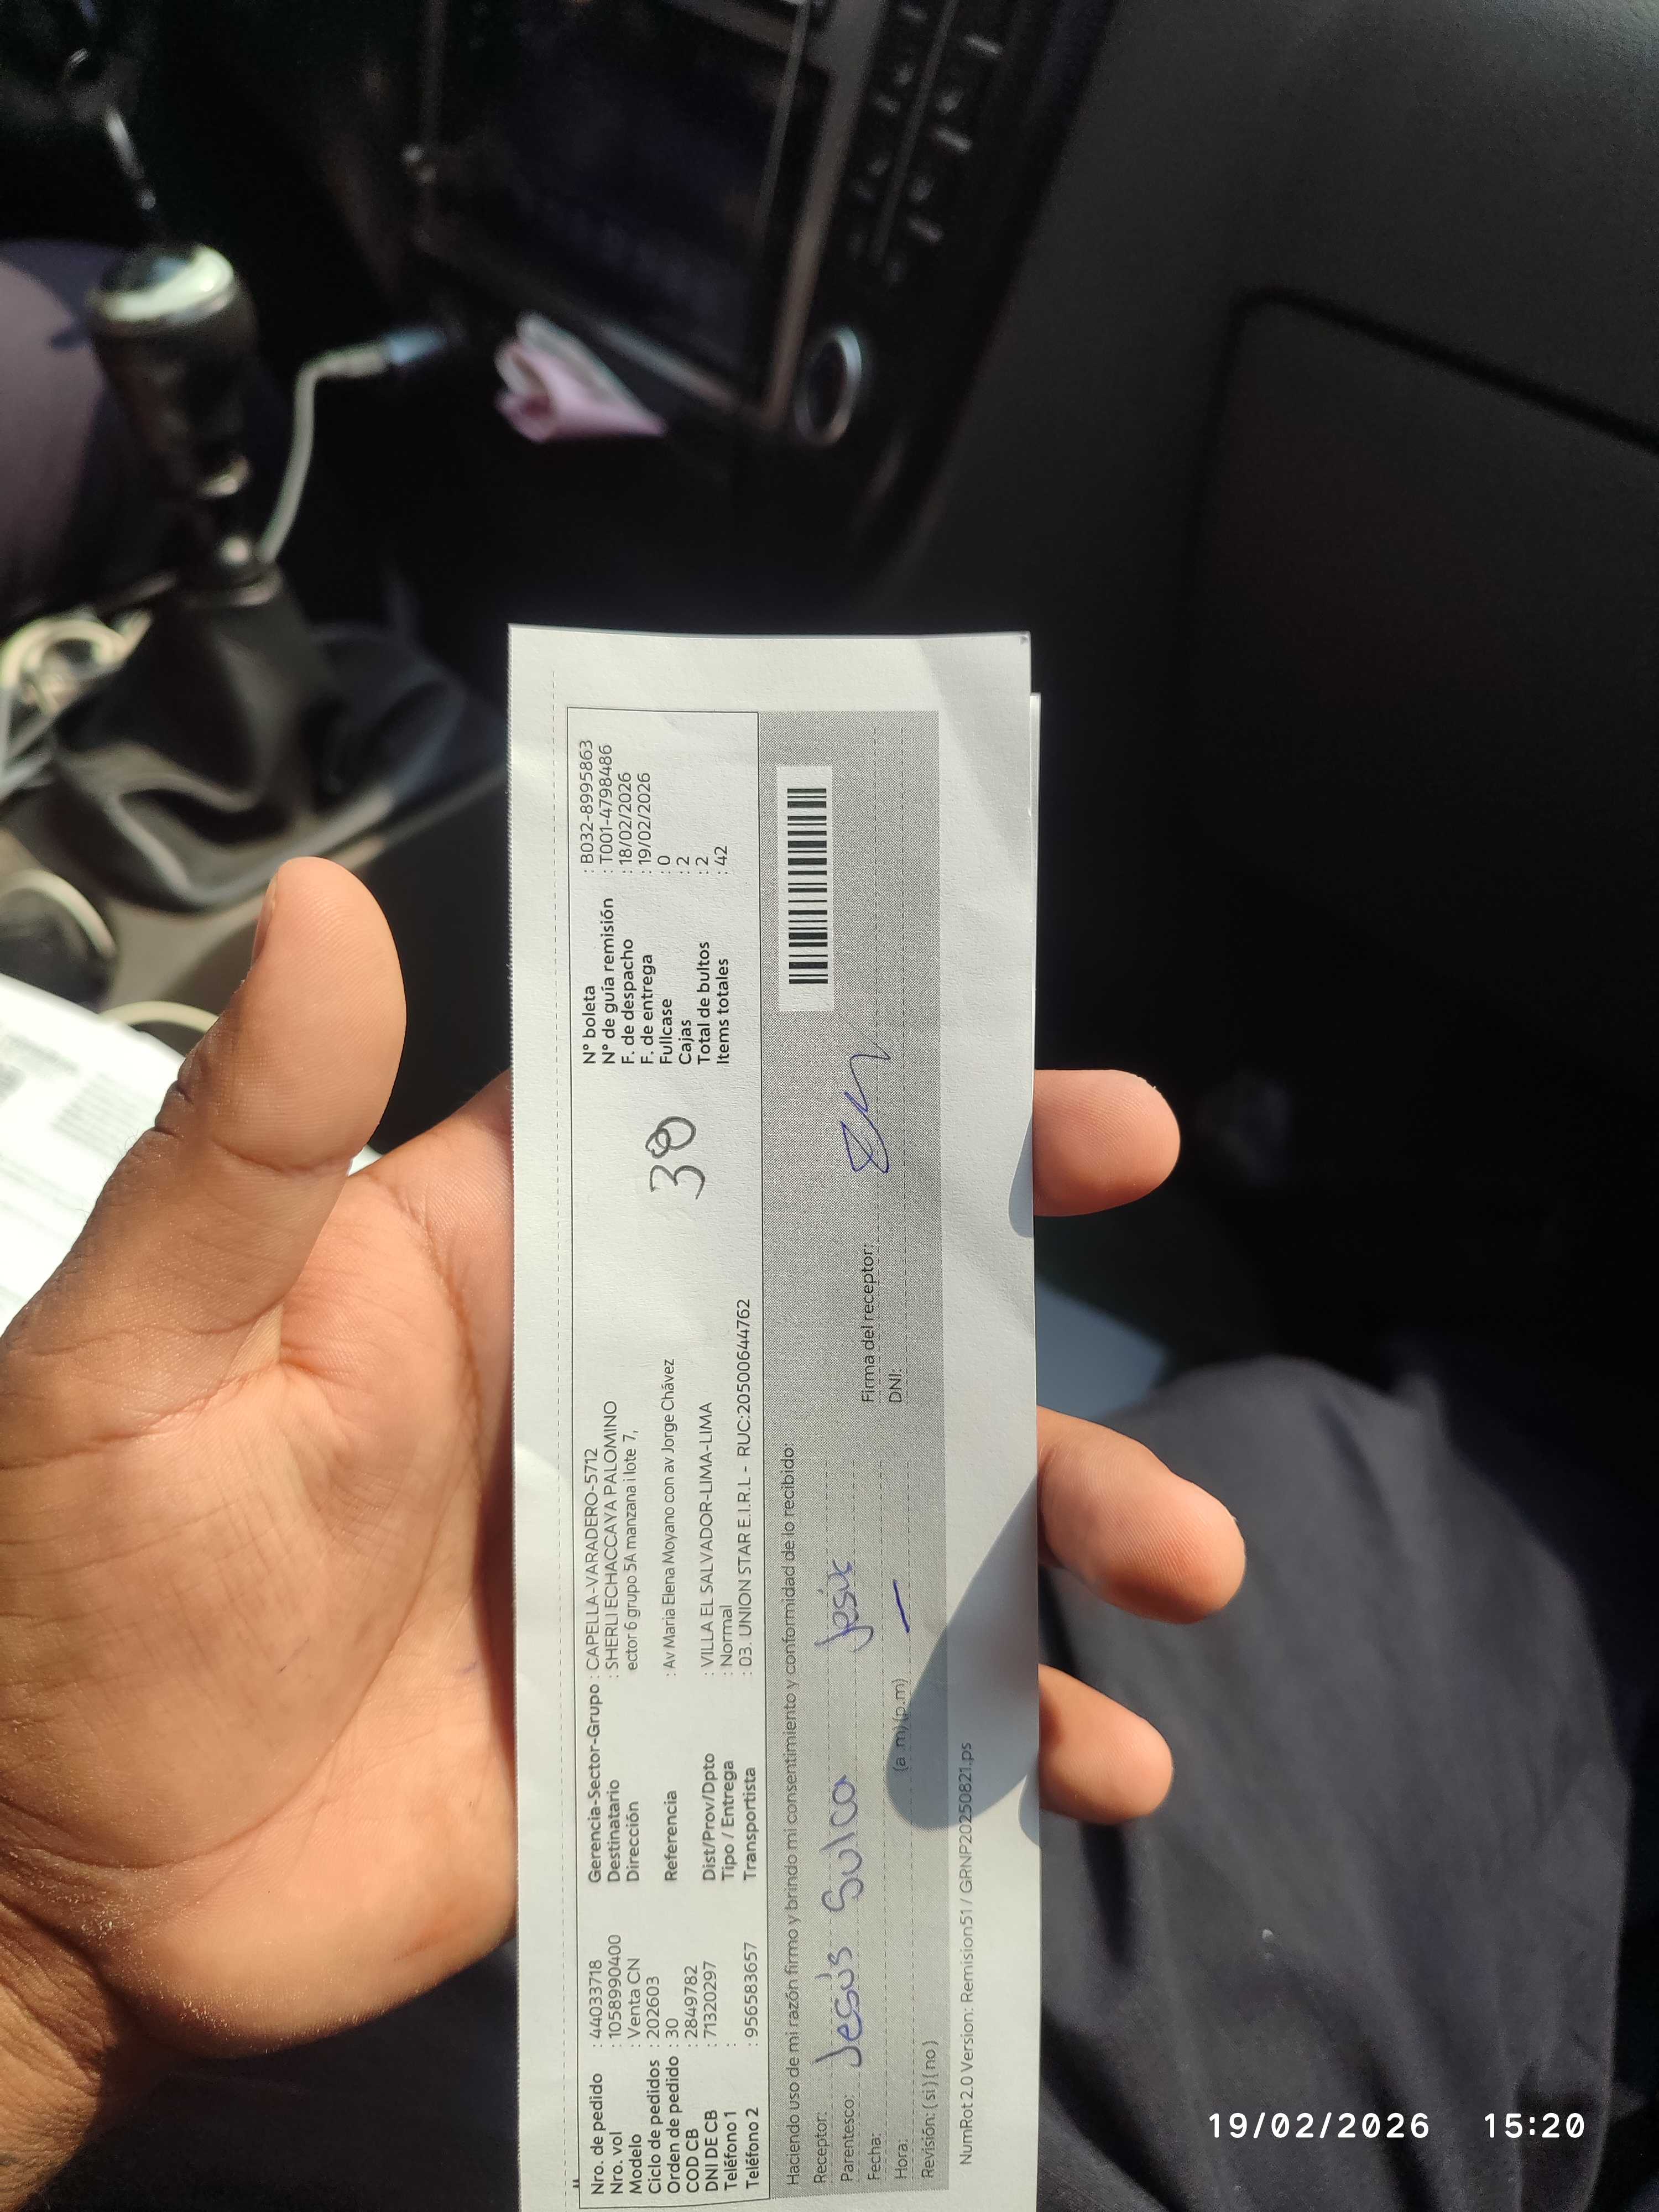 Nro. de pedido : 44033718 Gerencia-Sector-Grupo : CAPELLA-VARADERO-5712 N° boleta : B032-8995863
Nro. vol : 10589990400 Destinatario : SHERLI ECHACCAYA PALOMINO N° de guía remisión : T001-4798486
Modelo : Venta CN Dirección ector 6 grupo 5A manzana i lote 7, F. de despacho : 18/02/2026
Ciclo de pedidos : 202603 F. de entrega : 19/02/2026
Orden de pedido : 30 Referencia : Av Maria Elena Moyano con av Jorge Chávez 30 Fullcase : 0
COD CB : 2849782 Cajas : 2
DNI DE CB : 71320297 Dist/Prov/Dpto : VILLA EL SALVADOR-LIMA-LIMA Total de bultos : 2
Teléfono 1 : Tipo / Entrega : Normal Items totales : 42
Teléfono 2 : 956583657 Transportista : 03. UNION STAR E.I.R.L - RUC:20500644762
Haciendo uso de mi razón firmo y brindo mi consentimiento y conformidad de lo recibido:
Receptor: Jesús Sulca
Parentesco:
Fecha: Firma del receptor:
Hora: (a .m) (p.m) DNI:
Revisión: ( si ) ( no )
NumRot 2.0 Version: Remision51 / GRNP20250821.ps
19/02/2026 15:20